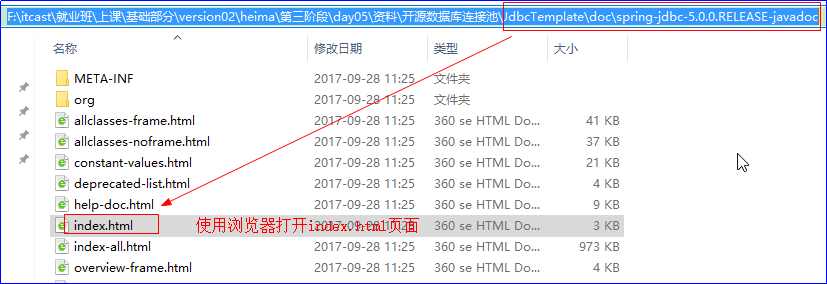 F:\itcast\就业班\上课\基础部分\version02\heima\第三阶段\day05\资料\开源数据库连接池\JdbcTemplate\doc\spring-jdbc-5.0.0.RELEASE-javadoc
名称 修改日期 类型 大小
META-INF 2017-09-28 11:25 文件夹
org 2017-09-28 11:25 文件夹
allclasses-frame.html 2017-09-28 11:25 360 se HTML Do... 41 KB
allclasses-noframe.html 2017-09-28 11:25 360 se HTML Do... 37 KB
constant-values.html 2017-09-28 11:25 360 se HTML Do... 21 KB
deprecated-list.html 2017-09-28 11:25 360 se HTML Do... 4 KB
help-doc.html 2017-09-28 11:25 360 se HTML Do... 9 KB
index.html 使用浏览器打开index.html页面 360 se HTML Do... 3 KB
index-all.html 2017-09-28 11:25 360 se HTML Do... 973 KB
overview-frame.html 2017-09-28 11:25 360 se HTML Do... 4 KB